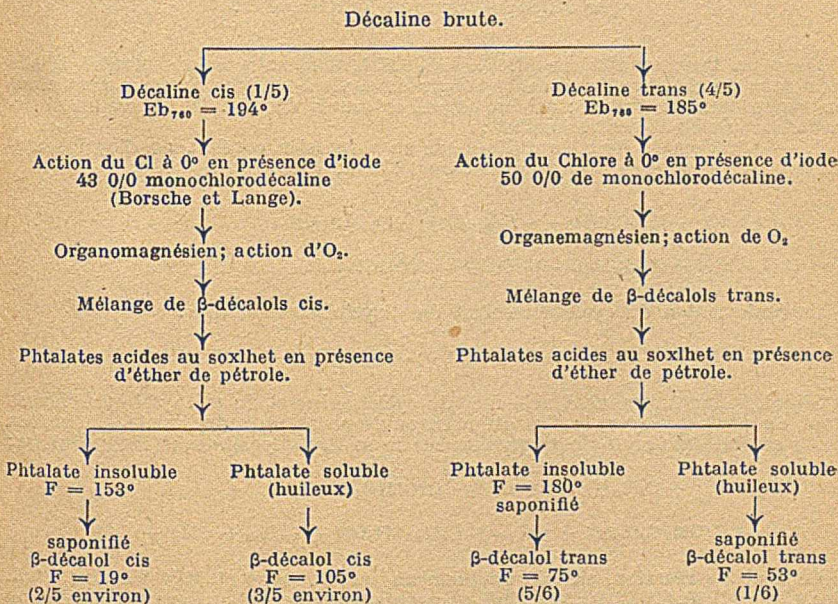 Décaline brute.
Décaline cis (1/5)
Eb₇₆₀ = 194°
Action du Cl à 0° en présence d'iode
43 0/0 monochlorodécaline
(Borsche et Lange).
Organomagnésien; action d'O₂.
Mélange de β-décalols cis.
Phtalates acides au soxlhet en présence
d'éther de pétrole.
Phtalate insoluble
F = 153°
saponifié
β-décalol cis
F = 19°
(2/5 environ)
Phtalate soluble
(huileux)
β-décalol cis
F = 105°
(3/5 environ)
Décaline trans (4/5)
Eb₇₆₀ = 185°
Action du Chlore à 0° en présence d'iode
50 0/0 de monochlorodécaline.
Organemagnésien; action de O₂
Mélange de β-décalols trans.
Phtalates acides au soxlhet en présence
d'éther de pétrole.
Phtalate insoluble
F = 180°
saponifié
β-décalol trans
F = 75°
(5/6)
Phtalate soluble
(huileux)
saponifié
β-décalol trans
F = 53°
(1/6)